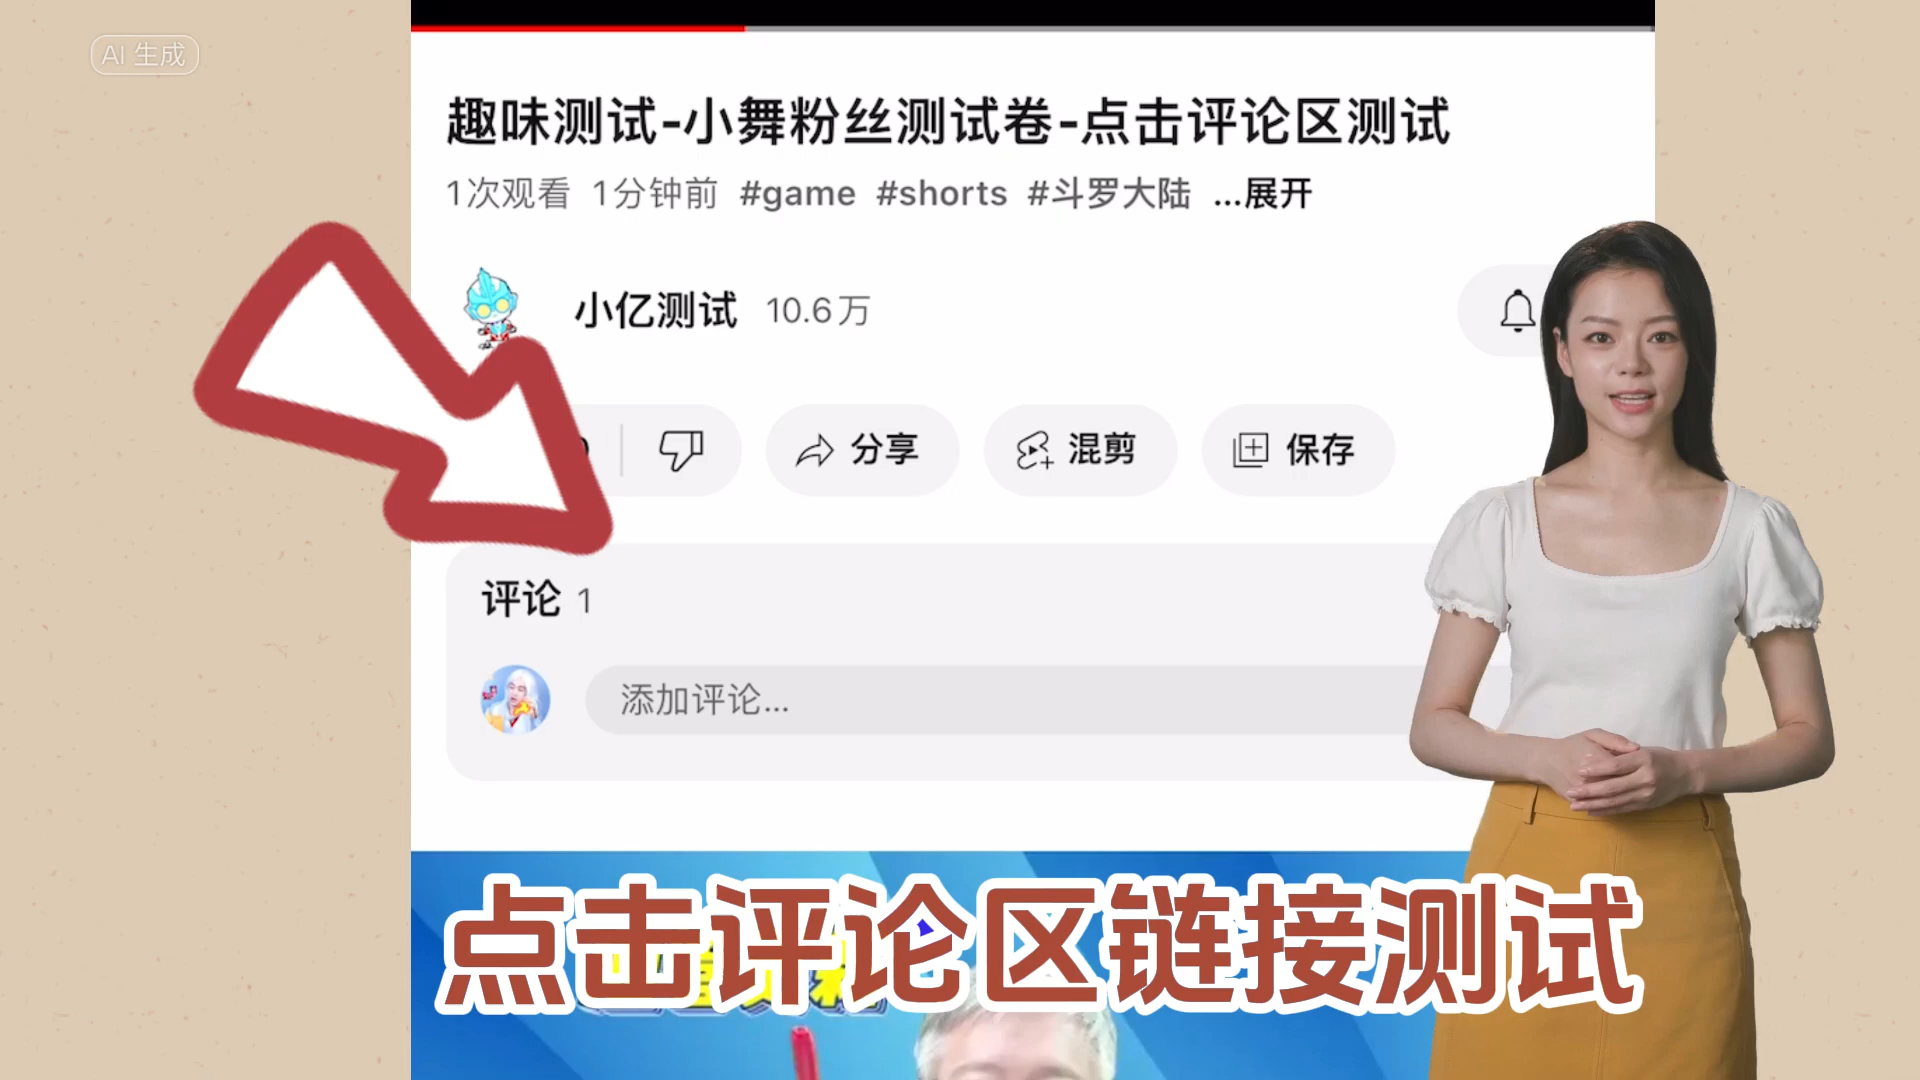 AI 生成
趣味测试-小舞粉丝测试卷-点击评论区测试
1次观看 1分钟前 #game #shorts #斗罗大陆 ...展开
小亿测试 10.6万
分享 混剪 保存
评论 1
添加评论...
点击评论区链接测试